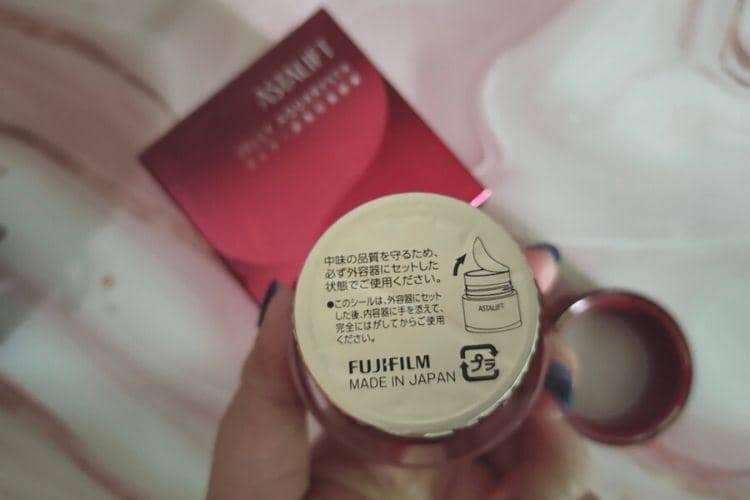 ASTALIFT
JELLY AQUARYSTA
中味の品質を守るため、
必ず外容器にセットした
状態でご使用ください。
●このシールは、外容器にセット
した後、内容器に手を添えて、
完全にはがしてからご使用
ください。
ASTALIFT
FUJIFILM
MADE IN JAPAN
プラ